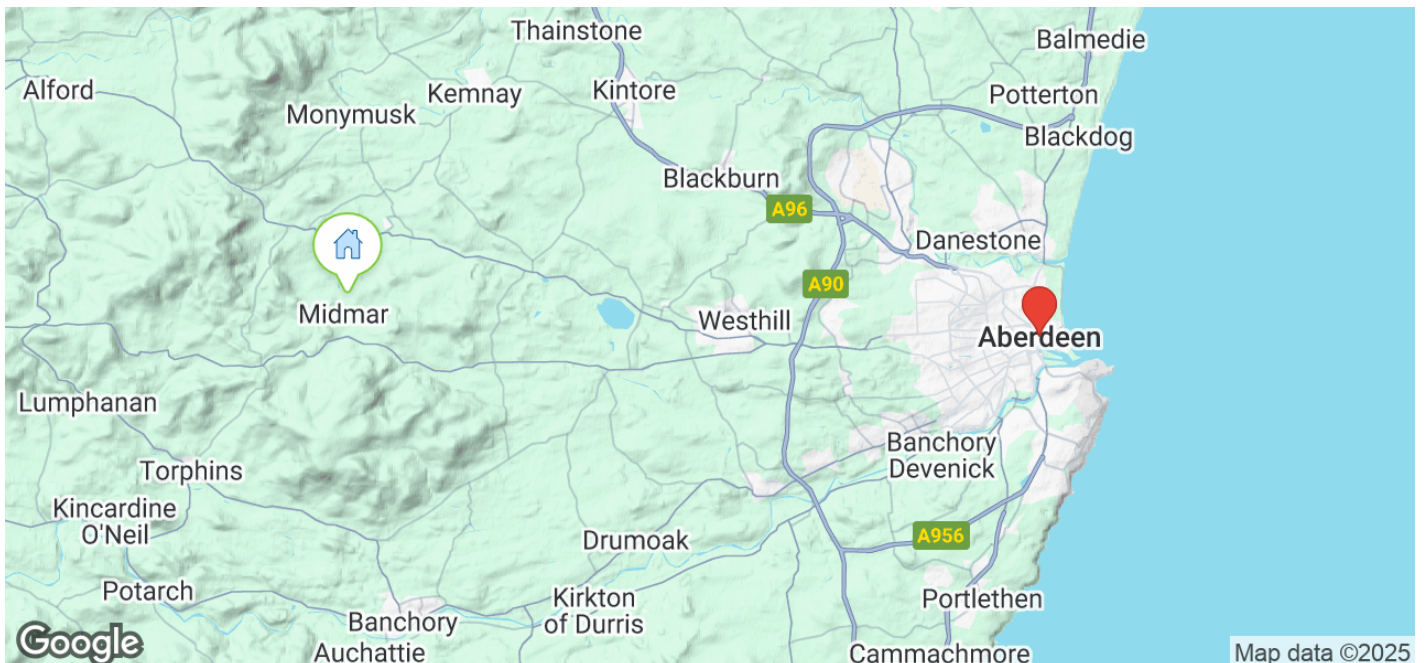 Thainstone
Balmedie
Alford
Kemnay
Kintore
Potterton
Monymusk
Blackdog
Blackburn
A96
Danestone
A90
Midmar
Westhill
Aberdeen
Lumphanan
Banchory
Devenick
Torphins
Kincardine
O'Neil
Drumoak
A956
Potarch
Kirkton
of Durris
Portlethen
Banchory
Google
Auchattie
Cammachmore
Map data ©2025